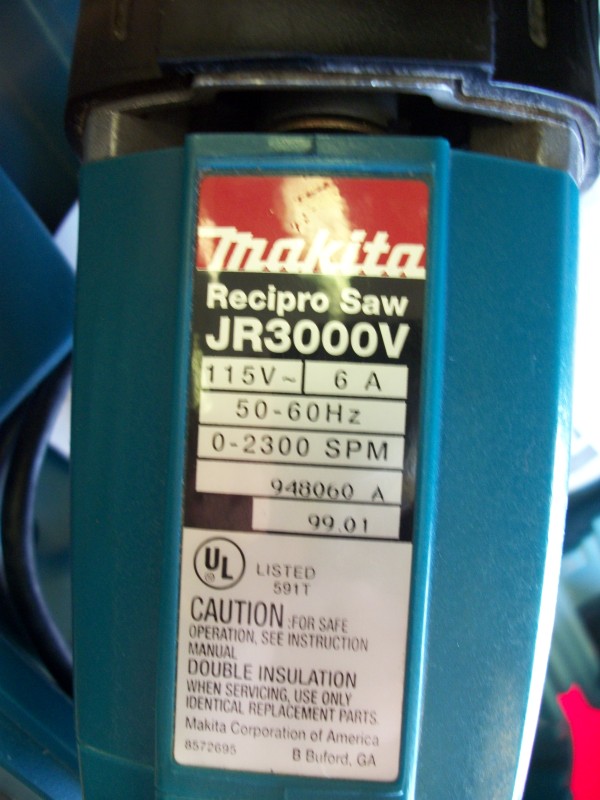 makita
Recipro Saw
JR3000V
115V~ 6 A
50-60Hz
0-2300 SPM
948060 A
99.01
UL LISTED
591T
CAUTION :FOR SAFE
OPERATION, SEE INSTRUCTION
MANUAL
DOUBLE INSULATION
WHEN SERVICING, USE ONLY
IDENTICAL REPLACEMENT PARTS.
Makita Corporation of America
8572695 B Buford, GA